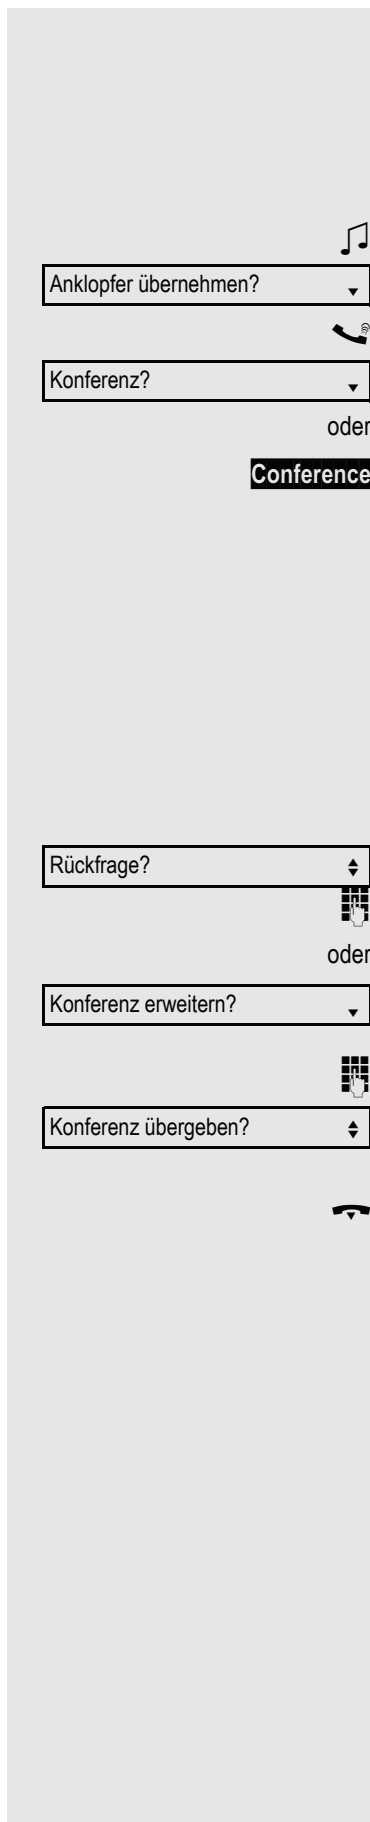 Anklopfer übernehmen?
Konferenz?
oder
Conference
Rückfrage?
oder
Konferenz erweitern?
Konferenz übergeben?